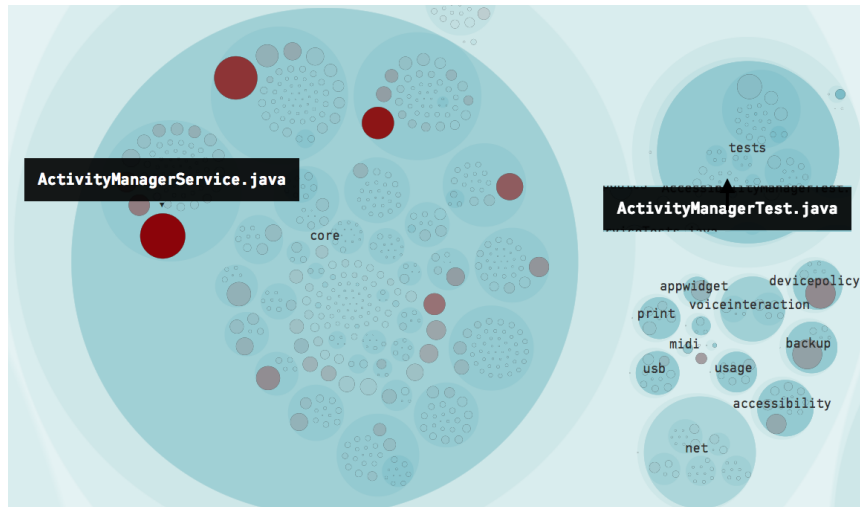 tests
ActivityManagerService.java
ActivityManagerTest.java
core
devicepolicy
appwidget
voiceinteraction
print
midi
backup
usb
usage
accessibility
net